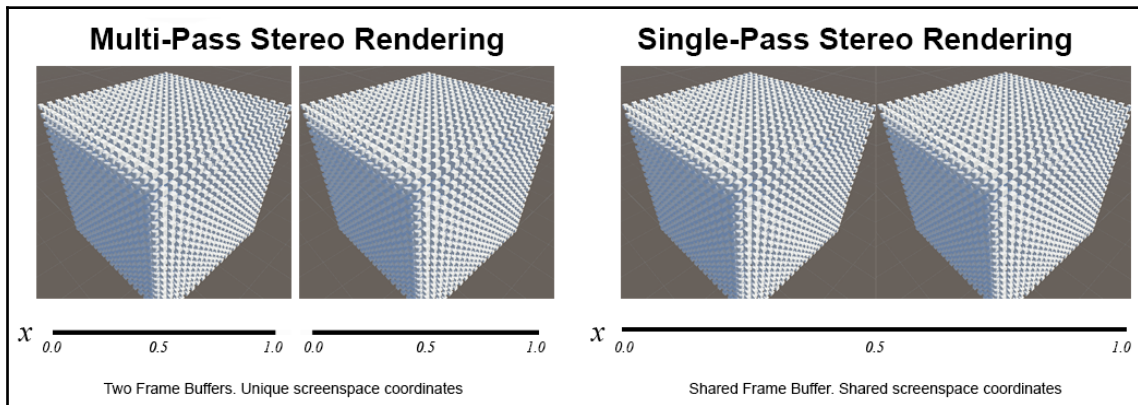 Multi-Pass Stereo Rendering
Single-Pass Stereo Rendering
x
0.0 0.5 1.0
0.0 0.5 1.0
x
0.0 0.5 1.0
Two Frame Buffers. Unique screenspace coordinates
Shared Frame Buffer. Shared screenspace coordinates